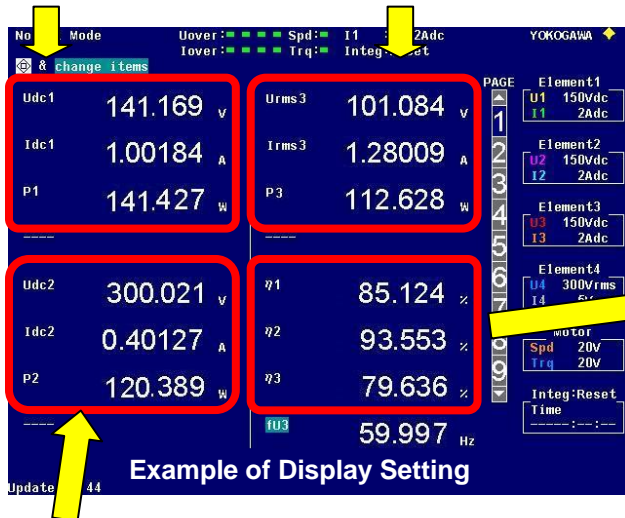 No Mode Uover: Spd: I1 : 2Adc YOKOGAWA
Iover: Trq: Integ: et
& change items
PAGE
Udc1 141.169 V
Idc1 1.00184 A
P1 141.427 W
----
Urms3 101.084 V
Irms3 1.28009 A
P3 112.628 W
----
Udc2 300.021 V
Idc2 0.40127 A
P2 120.389 W
----
η1 85.124 %
η2 93.553 %
η3 79.636 %
fU3 59.997 Hz
1
2
3
4
5
6
7
8
9
Element1
U1 150Vdc
I1 2Adc
Element2
U2 150Vdc
I2 2Adc
Element3
U3 150Vdc
I3 2Adc
Element4
U4 300Vrms
I4
Motor
Spd 20V
Trq 20V
Integ:Reset
Time
-----:--:--
Example of Display Setting
Update 44